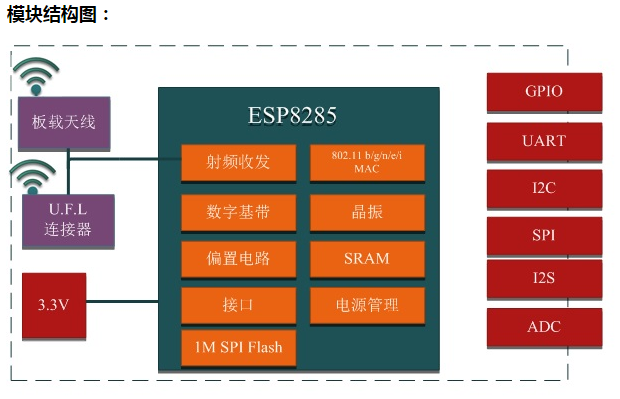 模块结构图：
板载天线
U.F.L
连接器
3.3V
ESP8285
射频收发
802.11 b/g/n/e/i
MAC
数字基带
晶振
偏置电路
SRAM
接口
电源管理
1M SPI Flash
GPIO
UART
I2C
SPI
I2S
ADC